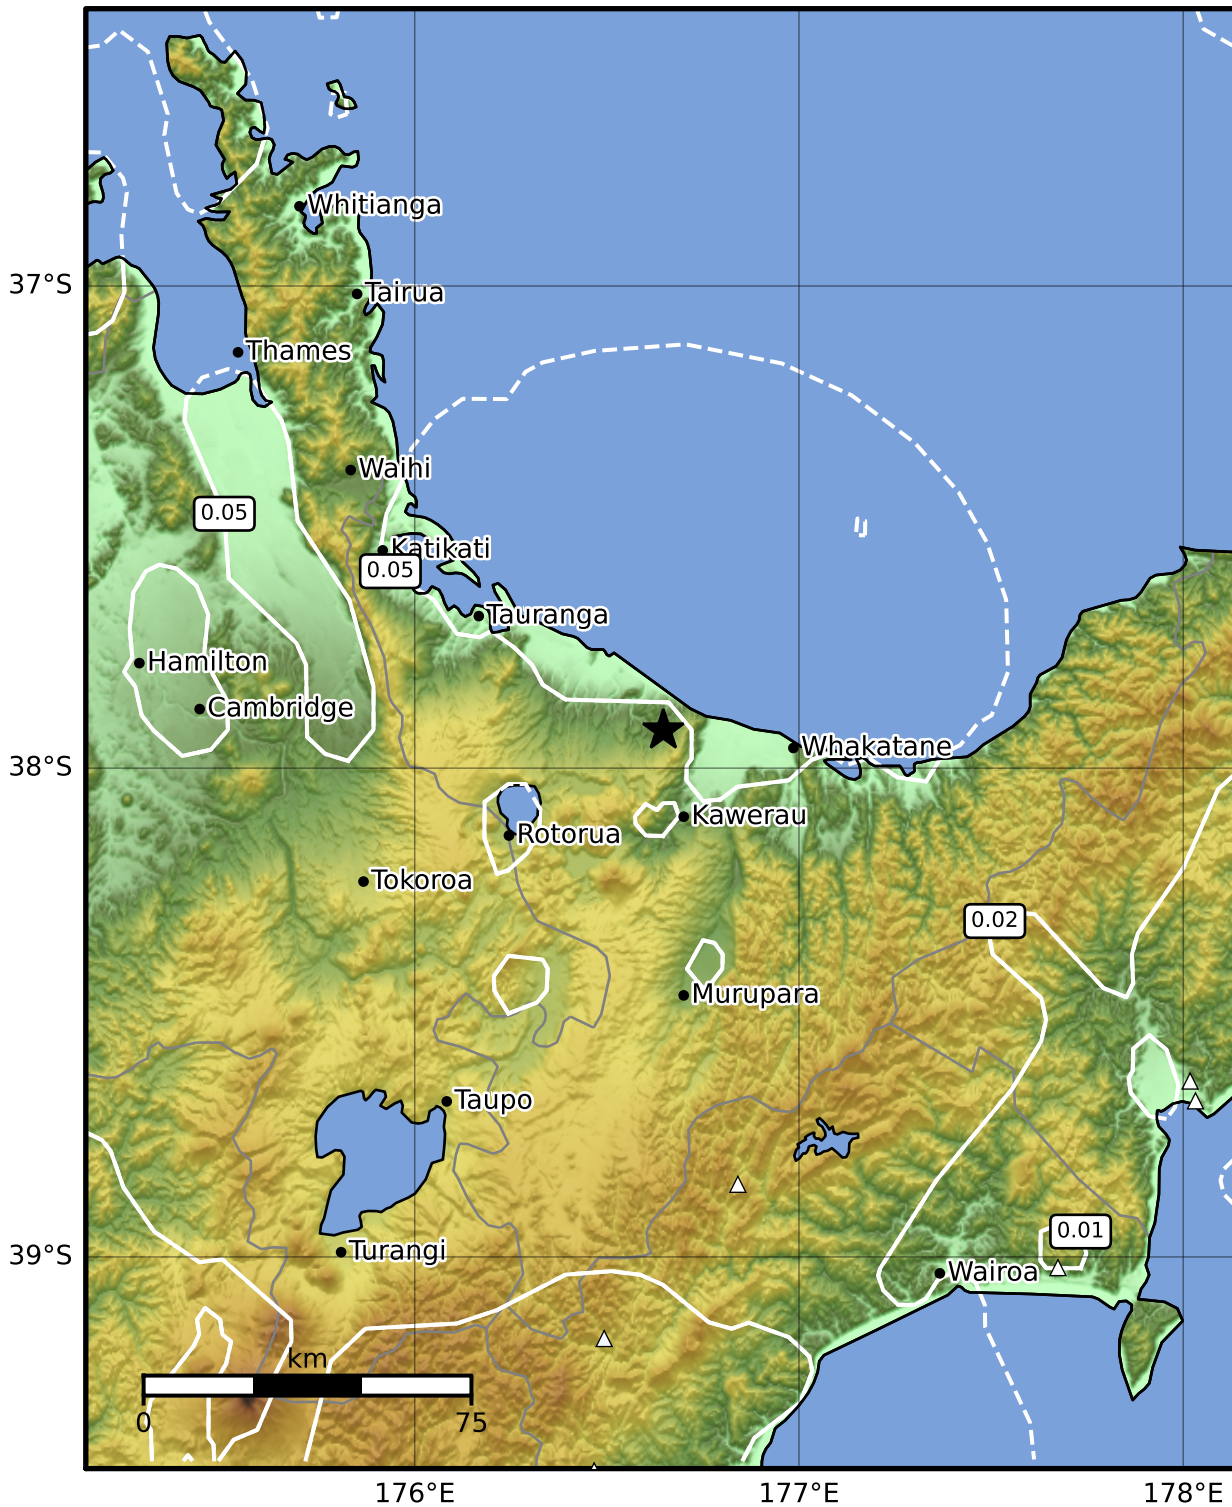 Whitianga
37°S
Tairua
Thames
Waihi
0.05
Katikati
0.05
Tauranga
Hamilton
Cambridge
Whakatane
38°S
Kawerau
Rotorua
Tokoroa
0.02
Murupara
Taupo
0.01
39°S
Turangi
Wairoa
km
0 75
176°E 177°E 178°E